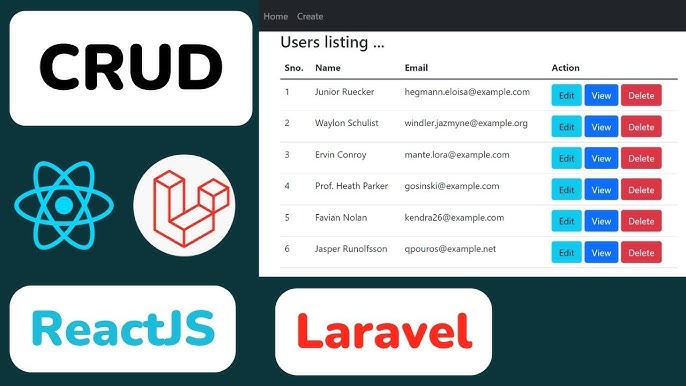 CRUD
ReactJS
Laravel
Home Create
Users listing ...
Sno. Name Email Action
1 Junior Ruecker hegmann.eloisa@example.com Edit View Delete
2 Waylon Schulist windler.jazmyne@example.org Edit View Delete
3 Ervin Conroy mante.lora@example.com Edit View Delete
4 Prof. Heath Parker gosinski@example.com Edit View Delete
5 Favian Nolan kendra26@example.com Edit View Delete
6 Jasper Runolfsson qpouros@example.net Edit View Delete